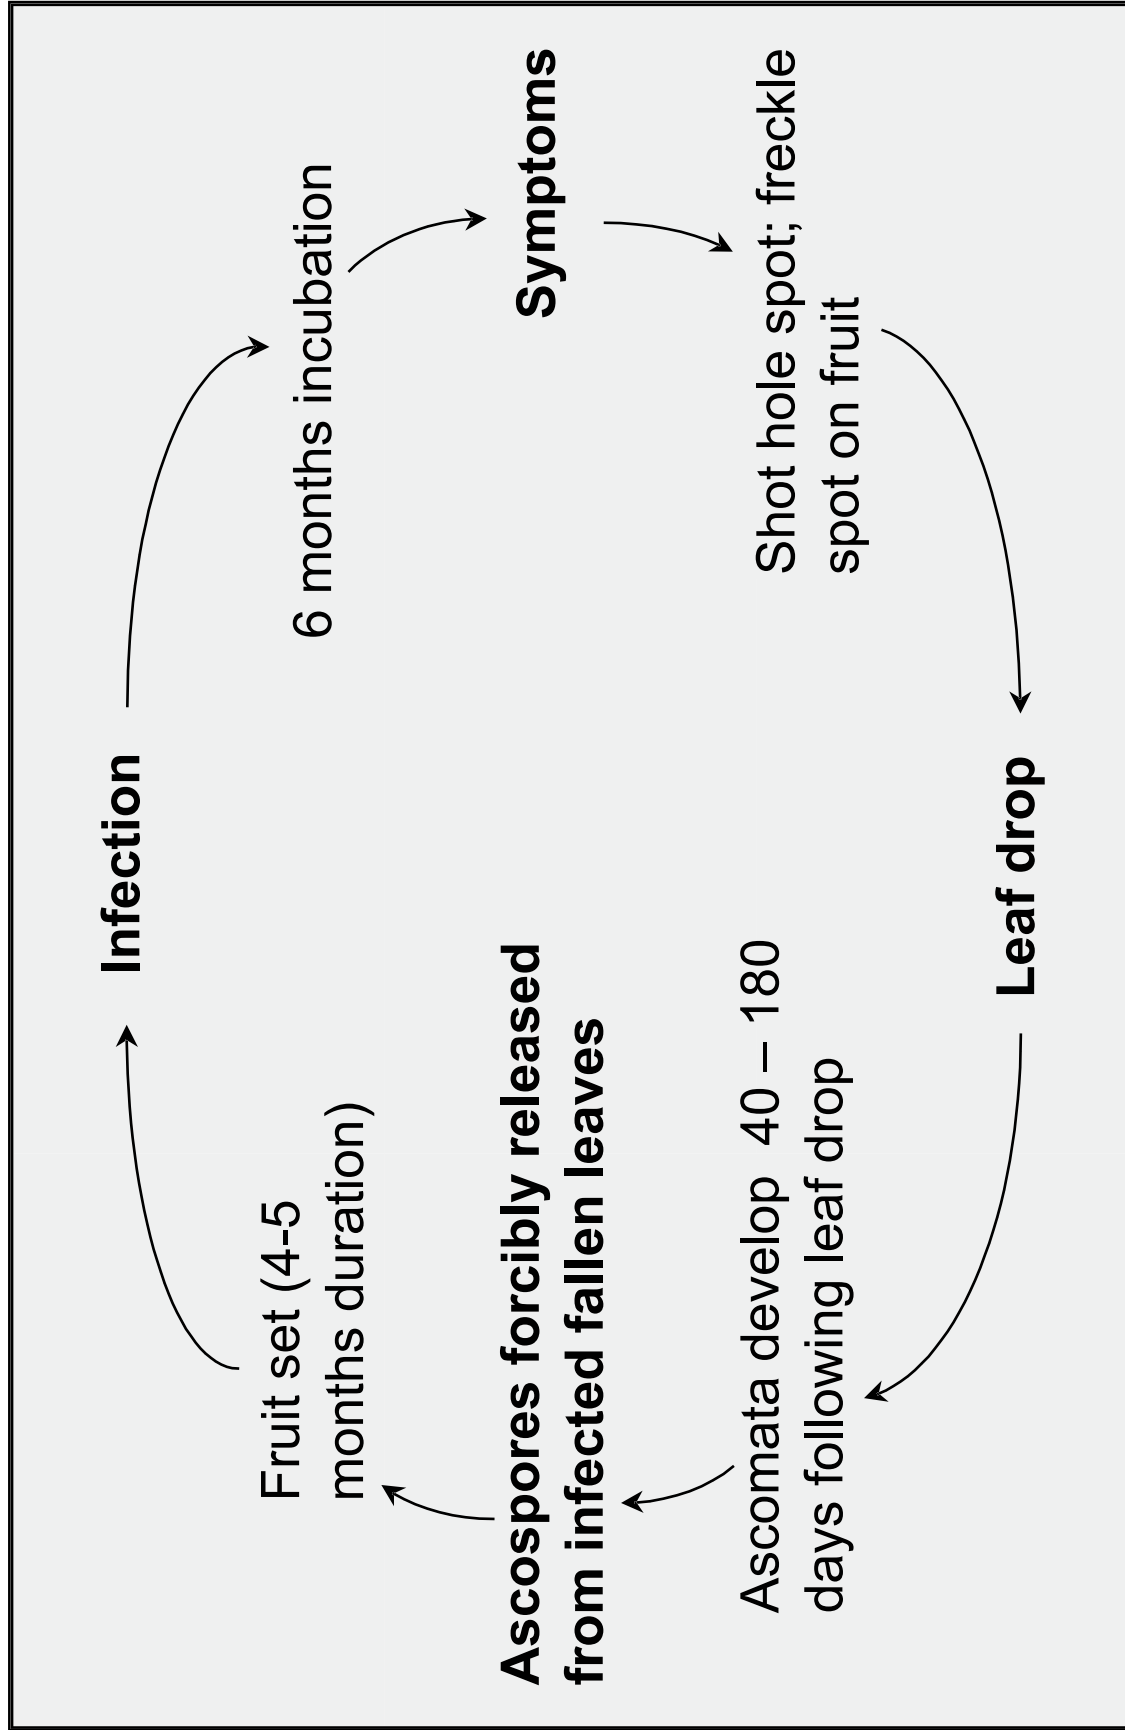 Infection
6 months incubation
Symptoms
Shot hole spot; freckle
spot on fruit
Leaf drop
Ascomata develop 40 – 180
days following leaf drop
Ascospores forcibly released
from infected fallen leaves
Fruit set (4-5
months duration)